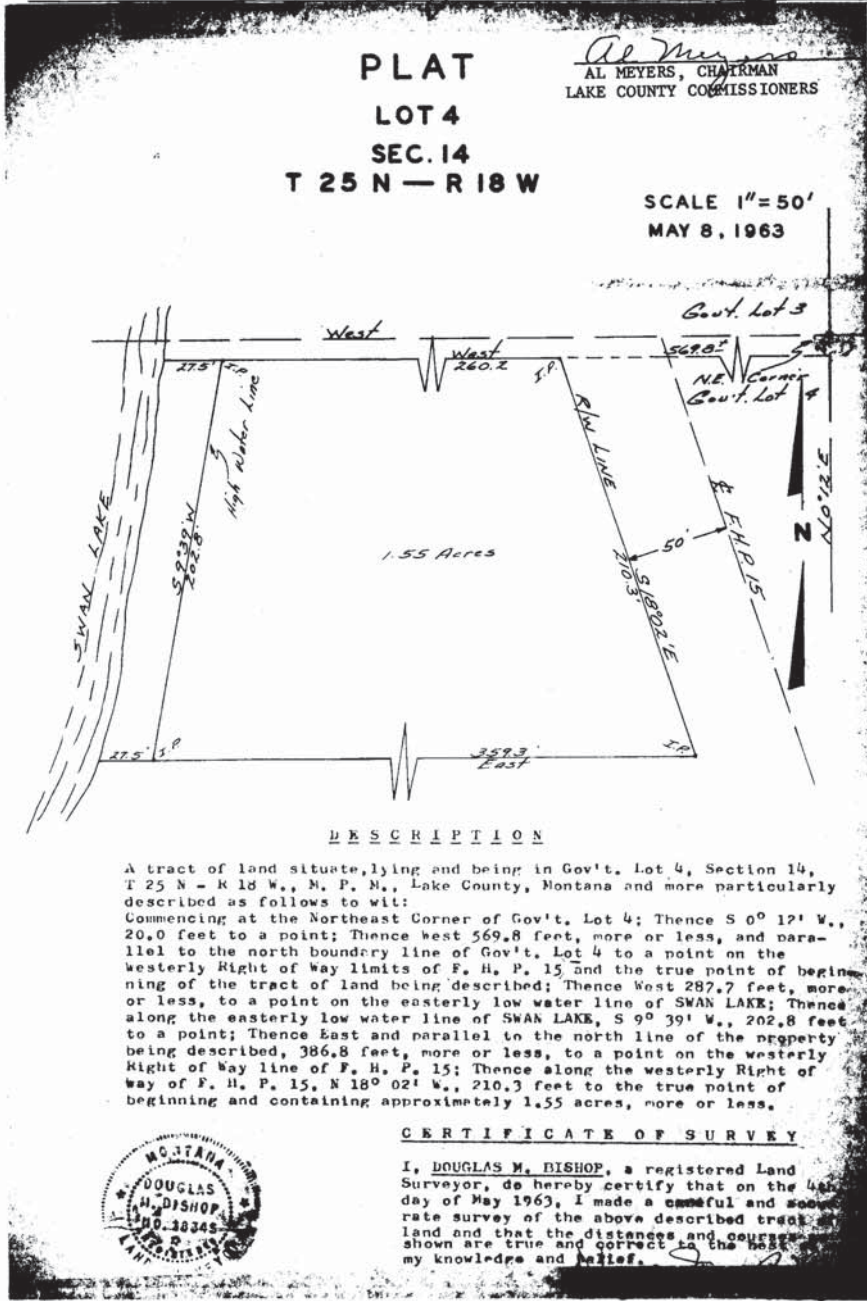 PLAT
LOT 4
SEC. 14
T 25 N — R 18 W
Al Meyers
AL MEYERS, CHAIRMAN
LAKE COUNTY COMMISSIONERS
SCALE 1"=50'
MAY 8, 1963
Gov't. Lot 3
West
27.5'
I.P.
West
260.2
I.P.
569.8±
N.E. Corner
Gov't. Lot 4
High Water Line
R/W LINE
SWAN LAKE
S 9°39' W
202.8'
1.55 Acres
50'
℄ F.H.P. 15
N
S 18°02' E
210.3'
27.5'
I.P.
359.3'
East
I.P.
DESCRIPTION
A tract of land situate,lying and being in Gov't. Lot 4, Section 14,
T 25 N - R 18 W., M. P. M., Lake County, Montana and more particularly
described as follows to wit:
Commencing at the Northeast Corner of Gov't. Lot 4; Thence S 0° 12' W.,
20.0 feet to a point; Thence West 569.8 feet, more or less, and para-
llel to the north boundary line of Gov't. Lot 4 to a point on the
Westerly Right of Way limits of F. H. P. 15 and the true point of begin
ning of the tract of land being described; Thence West 287.7 feet, more
or less, to a point on the easterly low water line of SWAN LAKE; Thence
along the easterly low water line of SWAN LAKE, S 9° 39' W., 202.8 feet
to a point; Thence East and parallel to the north line of the property
being described, 386.8 feet, more or less, to a point on the westerly
Right of Way line of F. H. P. 15; Thence along the westerly Right of
way of F. H. P. 15, N 18° 02' W., 210.3 feet to the true point of
beginning and containing approximately 1.55 acres, more or less.
CERTIFICATE OF SURVEY
I, DOUGLAS M. BISHOP, a registered Land
Surveyor, do hereby certify that on the 4th
day of May 1963, I made a careful and accu
rate survey of the above described tract of
land and that the distances and courses
shown are true and correct to the best
my knowledge and belief.
MONTANA
DOUGLAS
M. BISHOP